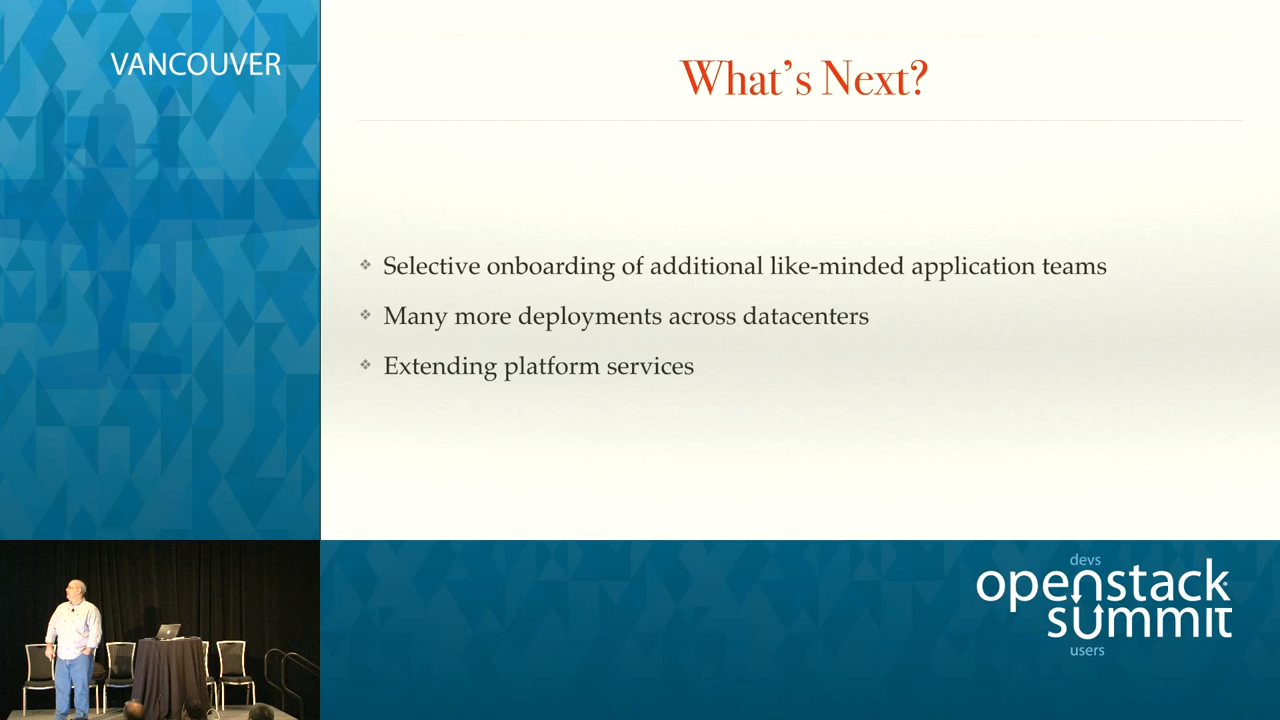 VANCOUVER
What's Next?
❖ Selective onboarding of additional like-minded application teams
❖ Many more deployments across datacenters
❖ Extending platform services
devs
openstack
summit
users